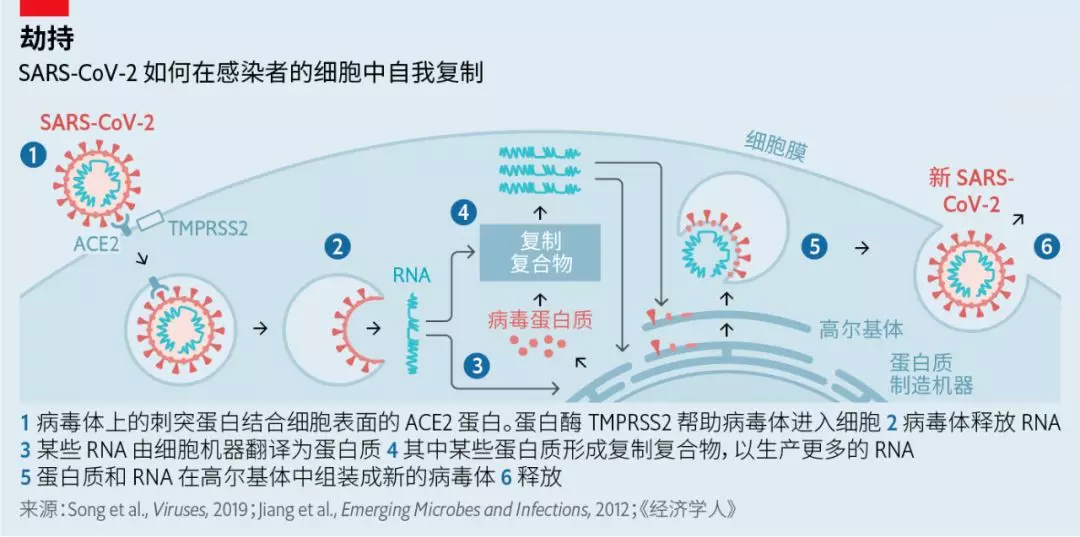 劫持
SARS-CoV-2 如何在感染者的细胞中自我复制
SARS-CoV-2
1
ACE2
TMPRSS2
2
RNA
3
4
复制
复合物
病毒蛋白质
细胞膜
5
高尔基体
蛋白质
制造机器
新 SARS-
CoV-2
6
1 病毒体上的刺突蛋白结合细胞表面的 ACE2 蛋白。蛋白酶 TMPRSS2 帮助病毒体进入细胞 2 病毒体释放 RNA
3 某些 RNA 由细胞机器翻译为蛋白质 4 其中某些蛋白质形成复制复合物，以生产更多的 RNA
5 蛋白质和 RNA 在高尔基体中组装成新的病毒体 6 释放
来源：Song et al., Viruses, 2019；Jiang et al., Emerging Microbes and Infections, 2012；《经济学人》